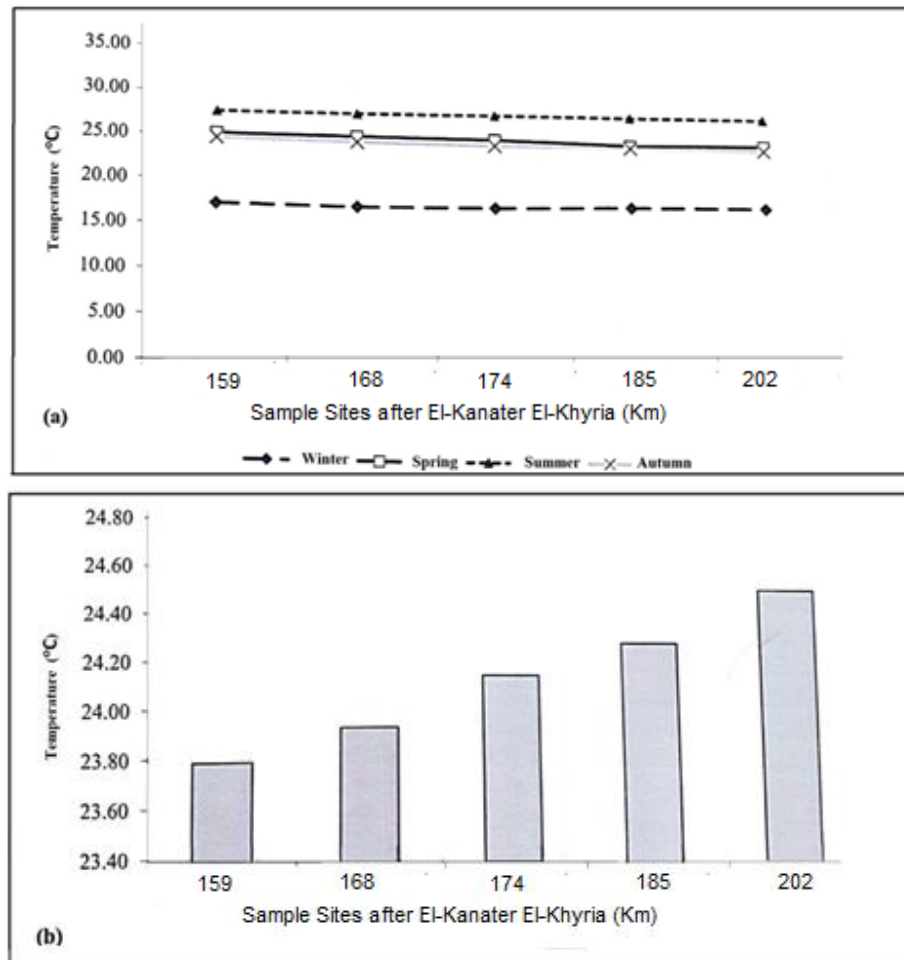 35.00
30.00
25.00
20.00
15.00
10.00
5.00
0.00
Temperature (°C)
159 168 174 185 202
Sample Sites after El-Kanater El-Khyria (Km)
(a)
Winter Spring Summer Autumn
24.80
24.60
24.40
24.20
24.00
23.80
23.60
23.40
Temperature (°C)
159 168 174 185 202
Sample Sites after El-Kanater El-Khyria (Km)
(b)